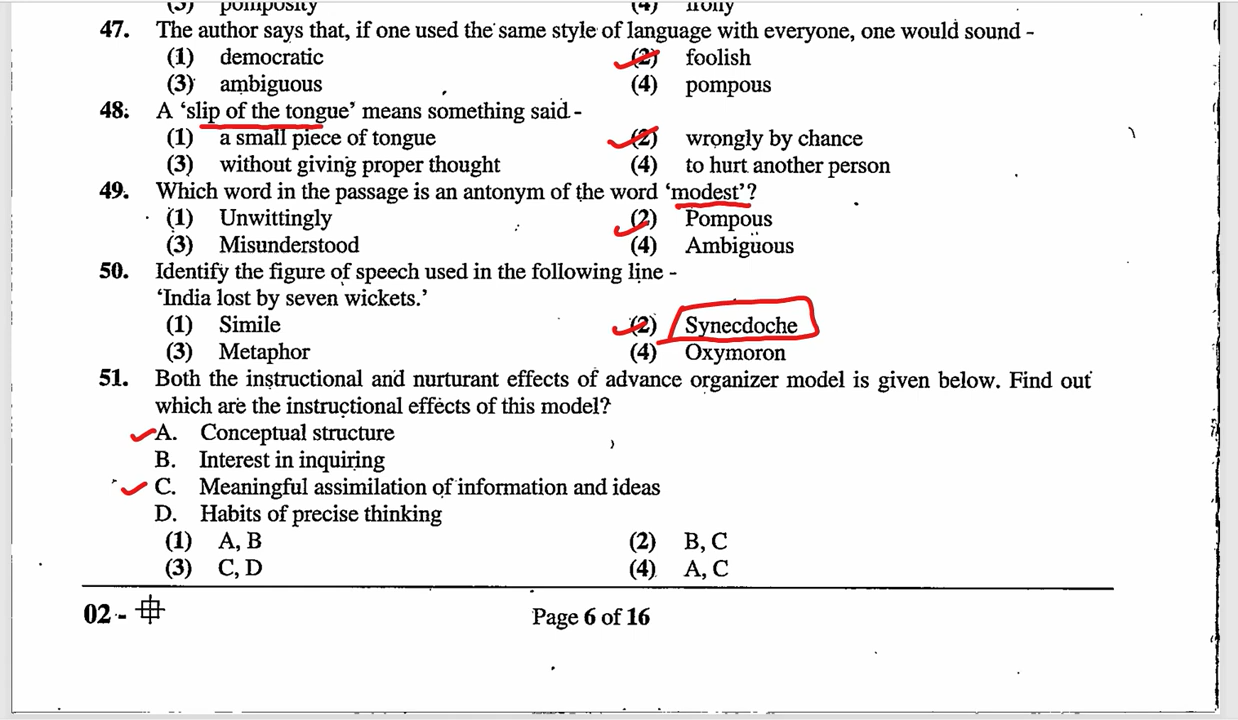 (3) pomposity (4) irony
47. The author says that, if one used the same style of language with everyone, one would sound -
(1) democratic (2) foolish
(3) ambiguous (4) pompous
48. A ‘slip of the tongue’ means something said -
(1) a small piece of tongue (2) wrongly by chance
(3) without giving proper thought (4) to hurt another person
49. Which word in the passage is an antonym of the word ‘modest’?
(1) Unwittingly (2) Pompous
(3) Misunderstood (4) Ambiguous
50. Identify the figure of speech used in the following line -
‘India lost by seven wickets.’
(1) Simile (2) Synecdoche
(3) Metaphor (4) Oxymoron
51. Both the instructional and nurturant effects of advance organizer model is given below. Find out
which are the instructional effects of this model?
A. Conceptual structure
B. Interest in inquiring
C. Meaningful assimilation of information and ideas
D. Habits of precise thinking
(1) A, B (2) B, C
(3) C, D (4) A, C
02 - Page 6 of 16